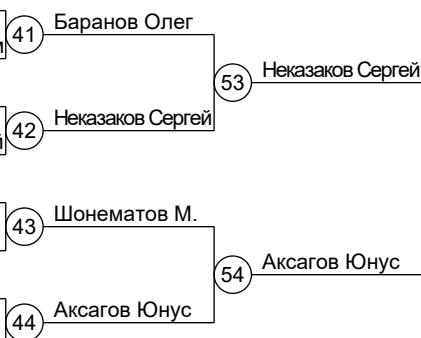 41
Баранов Олег
53
Неказаков Сергей
42
Неказаков Сергей
43
Шонематов М.
54
Аксагов Юнус
44
Аксагов Юнус